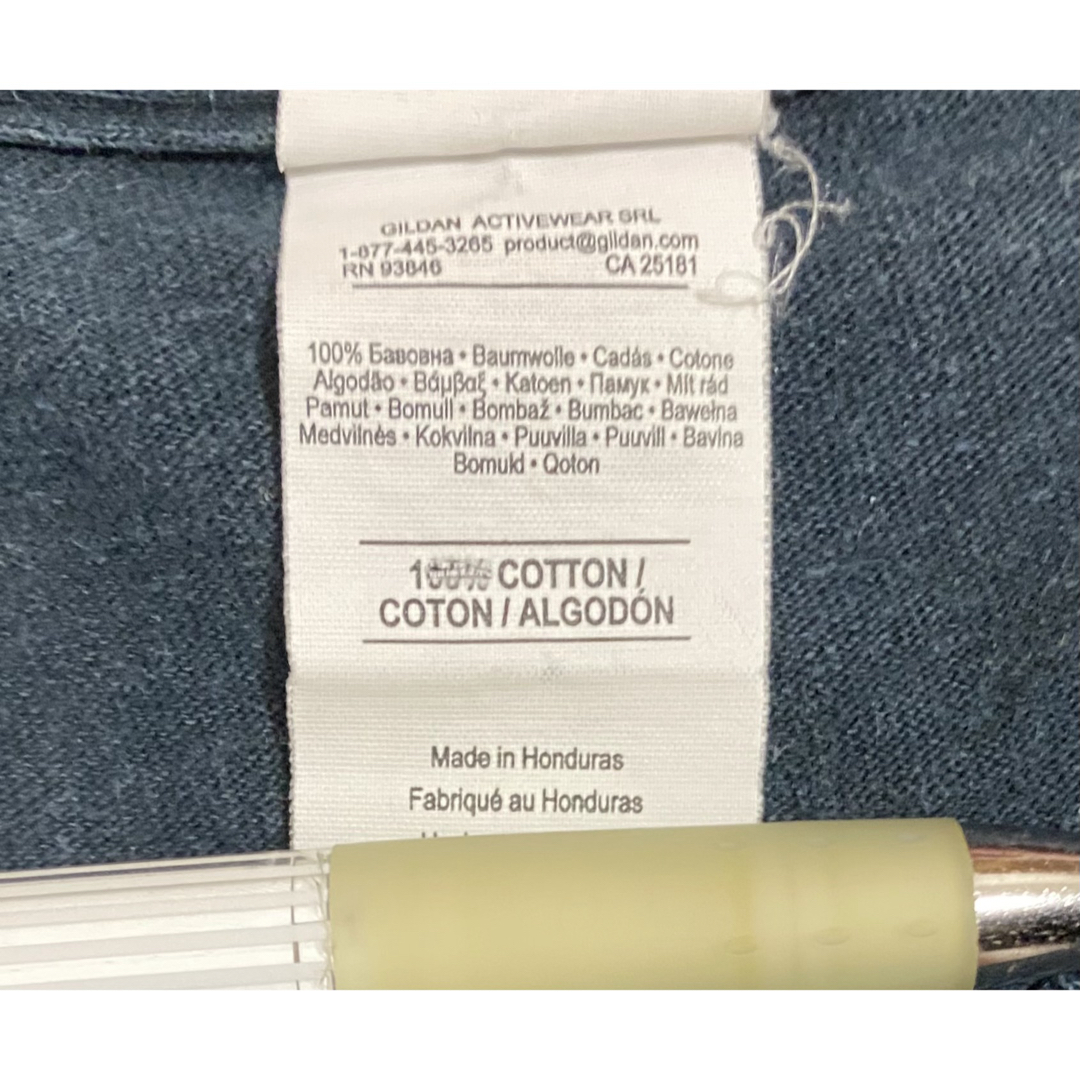 GILDAN ACTIVEWEAR SRL
1-877-445-3265 product@gildan.com
RN 93846 CA 25181
100% Бавовна • Baumwolle • Cadás • Cotone
Algodão • Βάμβαξ • Katoen • Памук • Mit rád
Pamut • Bomull • Bombaž • Bumbac • Bawełna
Medvilnės • Kokvilna • Puuvilla • Puuvill • Bavlna
Bomuld • Qoton
100% COTTON /
COTON / ALGODÓN
Made in Honduras
Fabriqué au Honduras